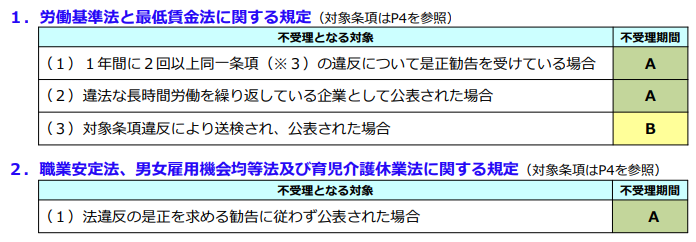 １．労働基準法と最低賃金法に関する規定（対象条項はP4を参照）
不受理となる対象 不受理期間
（１）１年間に２回以上同一条項（※３）の違反について是正勧告を受けている場合 A
（２）違法な長時間労働を繰り返している企業として公表された場合 A
（３）対象条項違反により送検され、公表された場合 B
２．職業安定法、男女雇用機会均等法及び育児介護休業法に関する規定（対象条項はP4を参照）
不受理となる対象 不受理期間
（１）法違反の是正を求める勧告に従わず公表された場合 A